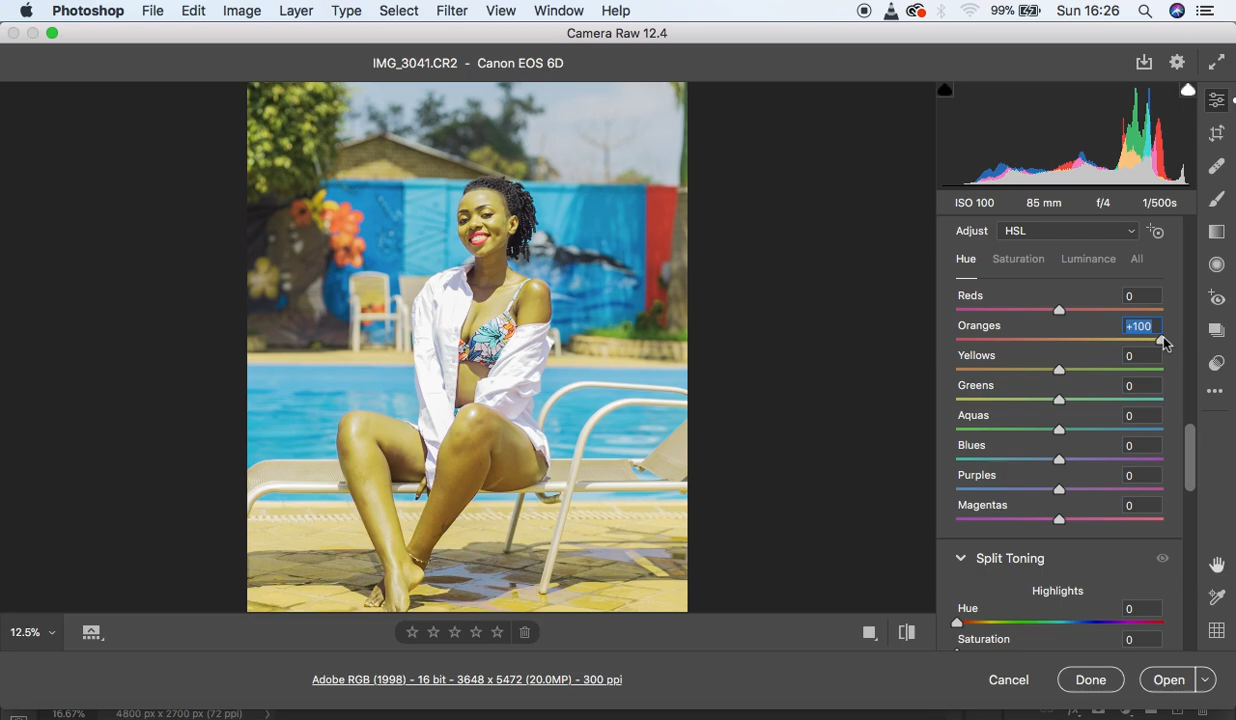 Photoshop File Edit Image Layer Type Select Filter View Window Help 99% Sun 16:26
Camera Raw 12.4
IMG_3041.CR2 - Canon EOS 6D
ISO 100 85 mm f/4 1/500s
Adjust HSL
Hue Saturation Luminance All
Reds 0
Oranges +100
Yellows 0
Greens 0
Aquas 0
Blues 0
Purples 0
Magentas 0
Split Toning
Highlights
Hue 0
Saturation 0
12.5%
Adobe RGB (1998) - 16 bit - 3648 x 5472 (20.0MP) - 300 ppi
Cancel Done Open
16.67% 4800 px x 2700 px (72 ppi)